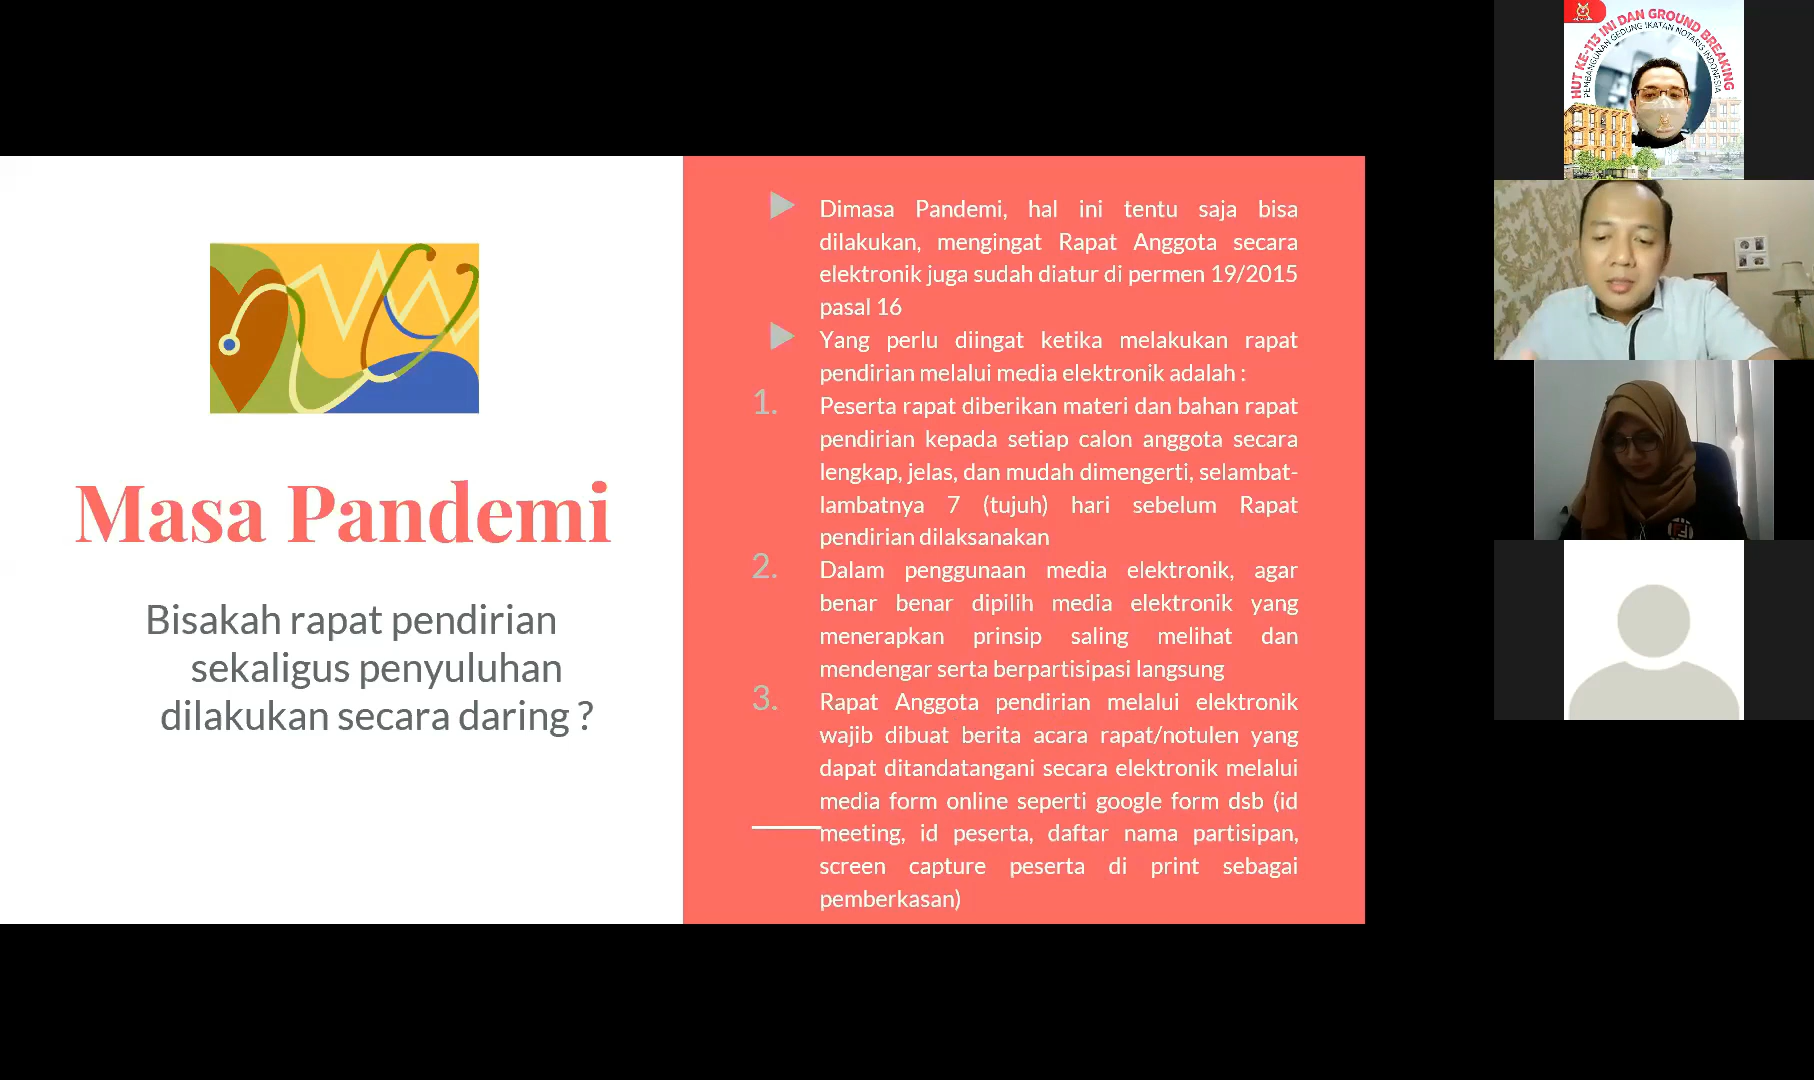 Masa Pandemi
Bisakah rapat pendirian
sekaligus penyuluhan
dilakukan secara daring ?
Dimasa Pandemi, hal ini tentu saja bisa
dilakukan, mengingat Rapat Anggota secara
elektronik juga sudah diatur di permen 19/2015
pasal 16
Yang perlu diingat ketika melakukan rapat
pendirian melalui media elektronik adalah :
1. Peserta rapat diberikan materi dan bahan rapat
pendirian kepada setiap calon anggota secara
lengkap, jelas, dan mudah dimengerti, selambat-
lambatnya 7 (tujuh) hari sebelum Rapat
pendirian dilaksanakan
2. Dalam penggunaan media elektronik, agar
benar benar dipilih media elektronik yang
menerapkan prinsip saling melihat dan
mendengar serta berpartisipasi langsung
3. Rapat Anggota pendirian melalui elektronik
wajib dibuat berita acara rapat/notulen yang
dapat ditandatangani secara elektronik melalui
media form online seperti google form dsb (id
meeting, id peserta, daftar nama partisipan,
screen capture peserta di print sebagai
pemberkasan)
HUT KE-113 INI DAN GROUND BREAKING
PEMBANGUNAN GEDUNG IKATAN NOTARIS INDONESIA